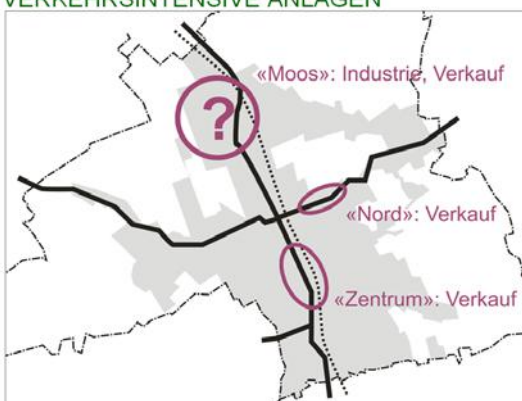 VERKEHRSINTENSIVE ANLAGEN
«Moos»: Industrie, Verkauf
?
«Nord»: Verkauf
«Zentrum»: Verkauf